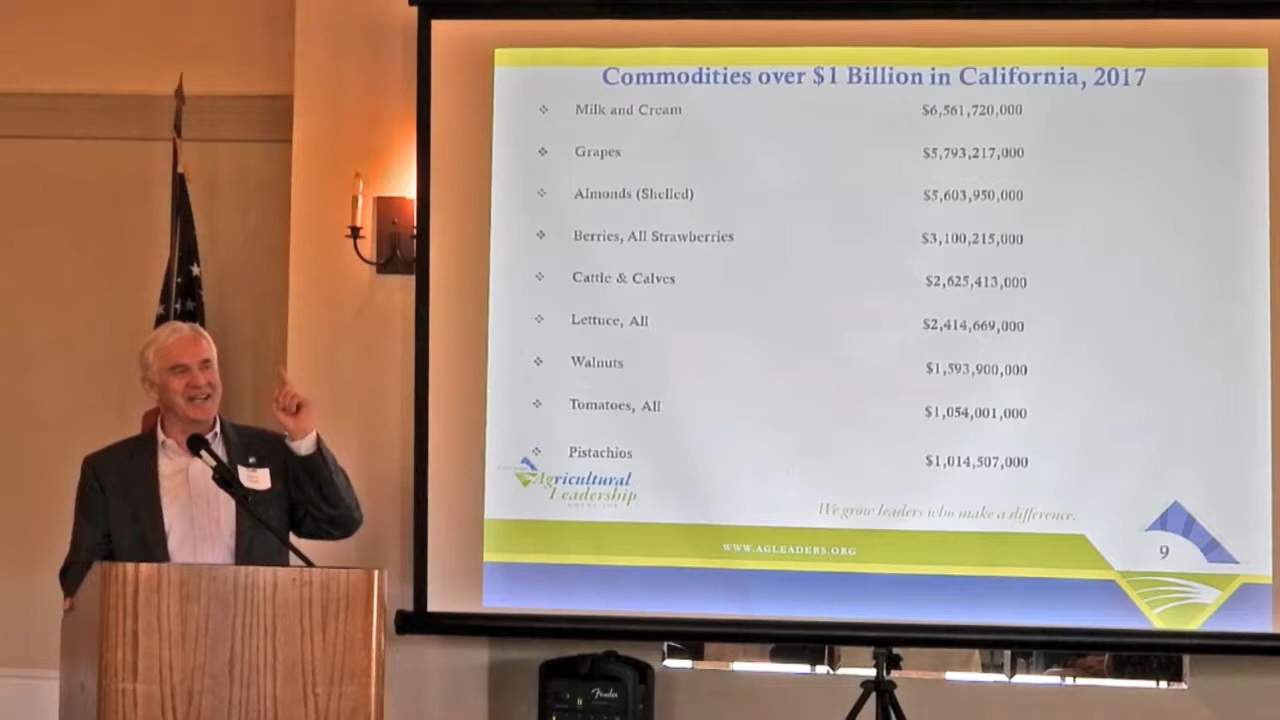 Commodities over $1 Billion in California, 2017
❖ Milk and Cream $6,561,720,000
❖ Grapes $5,793,217,000
❖ Almonds (Shelled) $5,603,950,000
❖ Berries, All Strawberries $3,100,215,000
❖ Cattle & Calves $2,625,413,000
❖ Lettuce, All $2,414,669,000
❖ Walnuts $1,593,900,000
❖ Tomatoes, All $1,054,001,000
❖ Pistachios $1,014,507,000
Agricultural
Leadership
We grow leaders who make a difference.
WWW.AGLEADERS.ORG
9
Fender